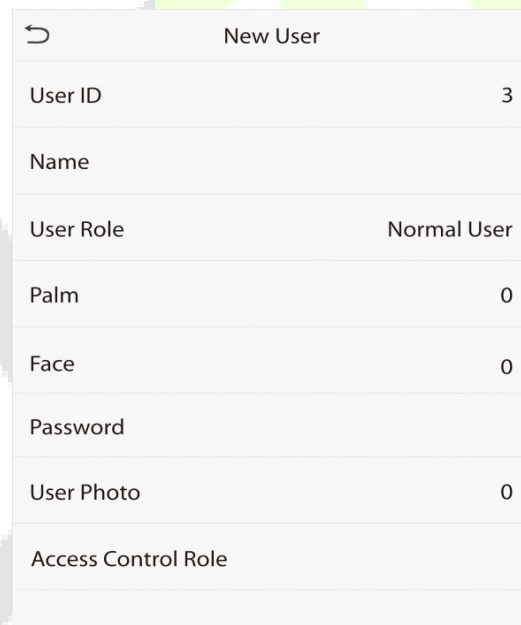 New User
User ID 3
Name
User Role Normal User
Palm 0
Face 0
Password
User Photo 0
Access Control Role